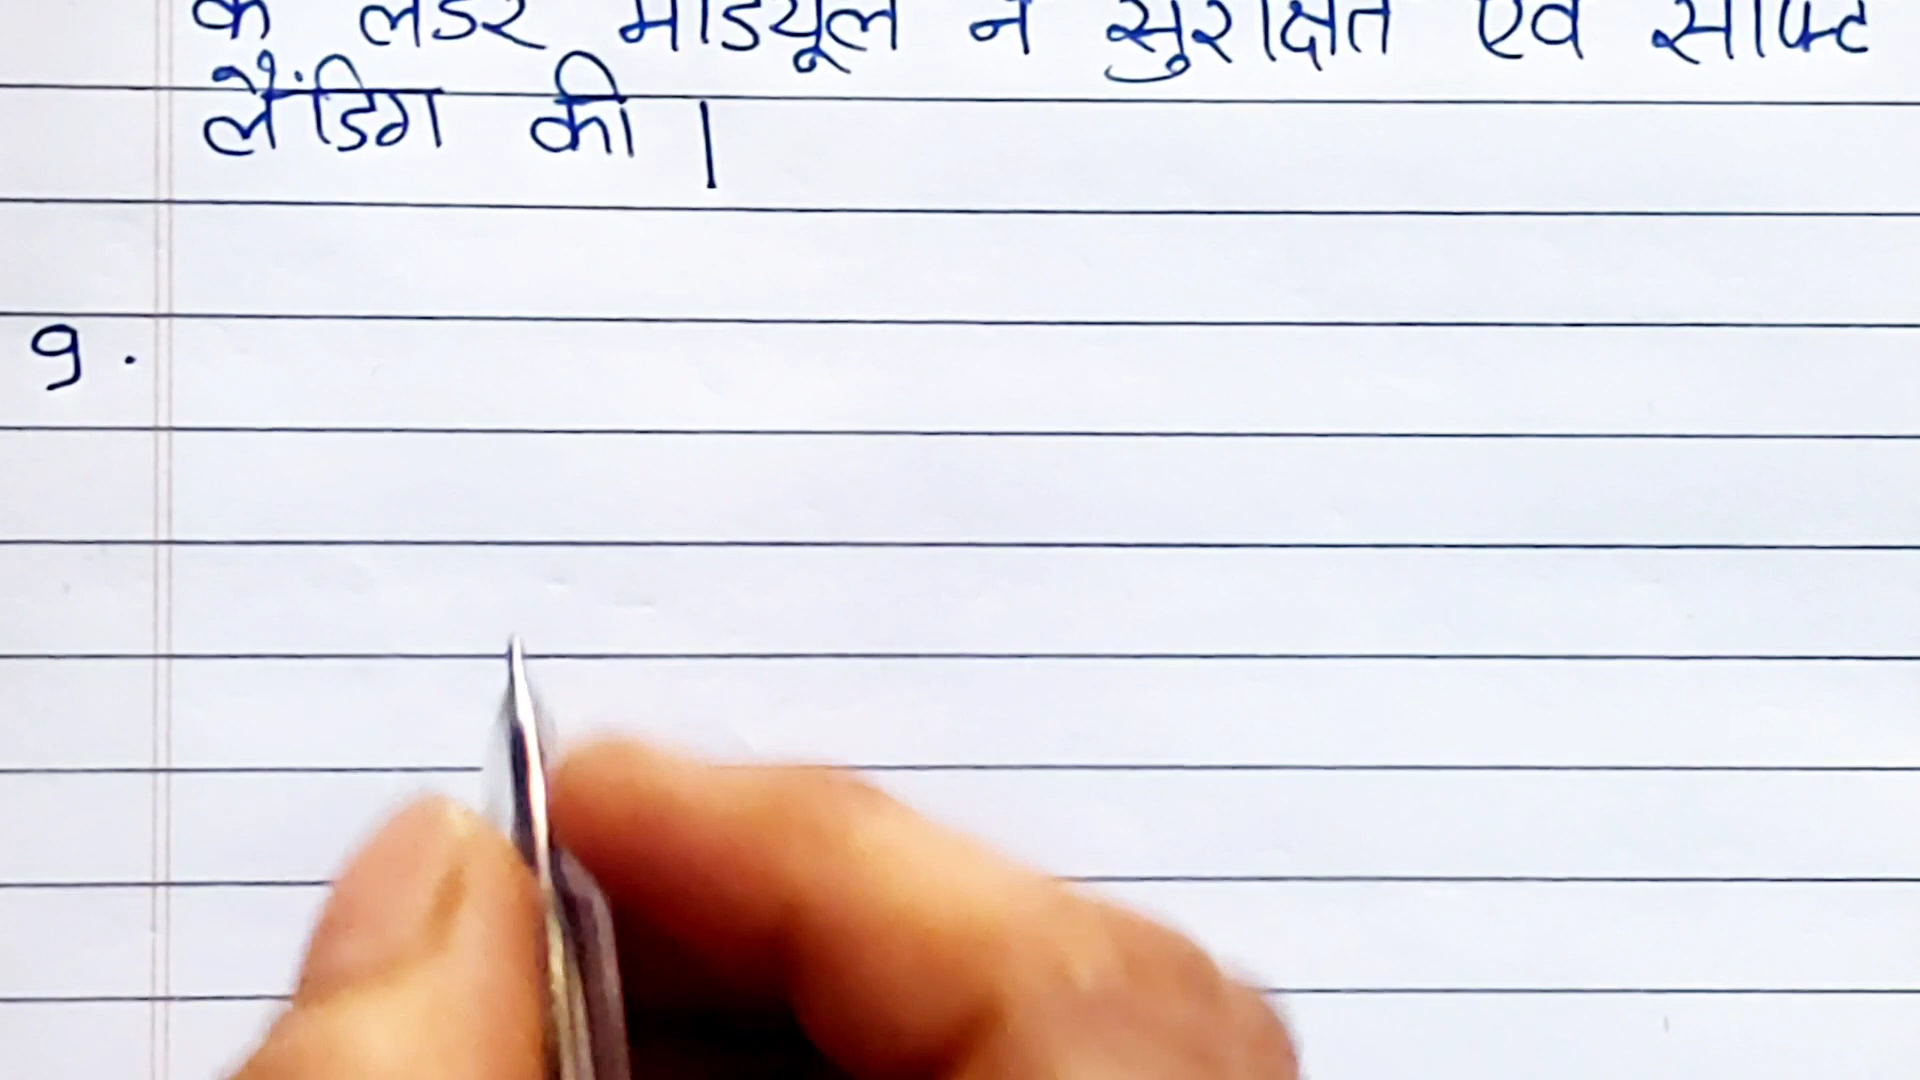 के लैंडर मॉड्यूल ने सुरक्षित एवं सॉफ्ट
लैंडिंग की।
9.